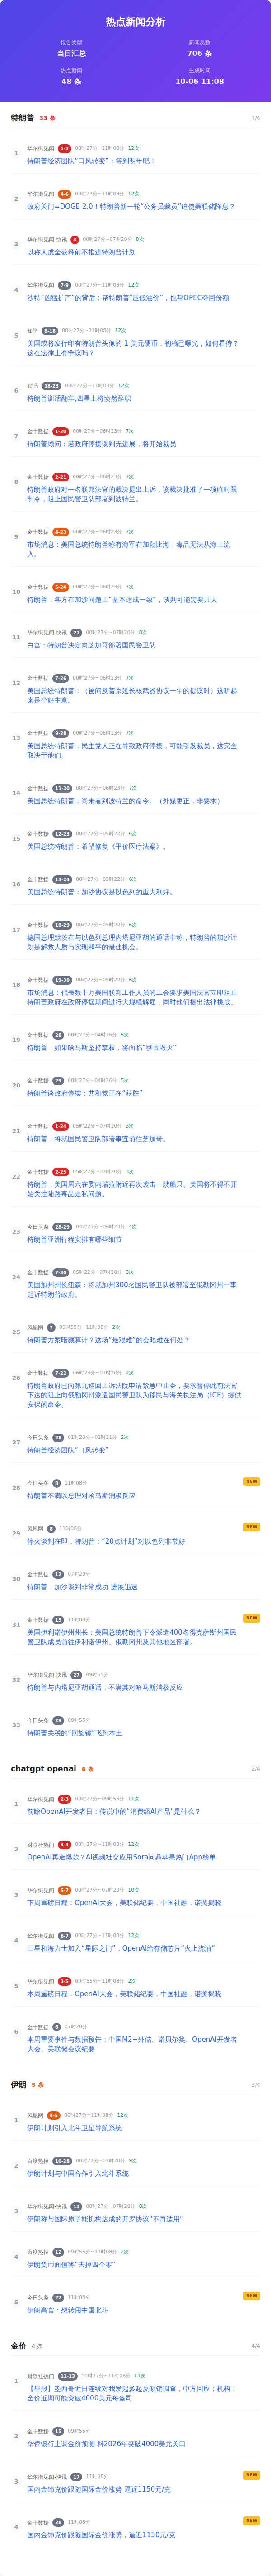 热点新闻分析
报告类型
新闻总数
当日汇总
706 条
热点新闻
生成时间
48 条
10-06 11:08
特朗普 33 条 1/4
1
华尔街见闻 1-3 00时27分~11时08分 12次
特朗普经济团队“口风转变”：等到明年吧！
2
华尔街见闻 4-6 00时27分~11时08分 12次
政府关门=DOGE 2.0！特朗普新一轮“公务员裁员”迫使美联储降息？
3
华尔街见闻-快讯 3 00时27分~07时20分 8次
以称人质全获释前不推进特朗普计划
4
华尔街见闻 7-9 00时27分~11时08分 12次
沙特“凶猛扩产”的背后：帮特朗普“压低油价”，也帮OPEC夺回份额
5
知乎 8-18 00时27分~11时08分 12次
美国或将发行印有特朗普头像的 1 美元硬币，初稿已曝光，如何看待？
这在法律上有争议吗？
6
贴吧 18-23 00时27分~11时08分 12次
特朗普训话翻车,四星上将愤然辞职
7
金十数据 1-20 00时27分~06时23分 7次
特朗普顾问：若政府停摆谈判无进展，将开始裁员
8
金十数据 2-21 00时27分~06时23分 7次
特朗普政府对一名联邦法官的裁决提出上诉，该裁决批准了一项临时限
制令，阻止国民警卫队部署到波特兰。
9
金十数据 4-23 00时27分~06时23分 7次
市场消息：美国总统特朗普称有海军在加勒比海，毒品无法从海上流
入。
10
金十数据 5-24 00时27分~06时23分 7次
特朗普：各方在加沙问题上“基本达成一致”，谈判可能需要几天
11
华尔街见闻-快讯 27 00时27分~07时20分 8次
白宫：特朗普决定向芝加哥部署国民警卫队
12
金十数据 7-26 00时27分~06时23分 7次
美国总统特朗普：（被问及普京延长核武器协议一年的提议时）这听起
来是个好主意。
13
金十数据 9-28 00时27分~06时23分 7次
美国总统特朗普：民主党人正在导致政府停摆，可能引发裁员，这完全
取决于他们。
14
金十数据 11-30 00时27分~06时23分 7次
美国总统特朗普：尚未看到波特兰的命令。（外媒更正，非要求）
15
金十数据 12-23 00时27分~05时22分 6次
美国总统特朗普：希望修复《平价医疗法案》。
16
金十数据 13-24 00时27分~05时22分 6次
美国总统特朗普：加沙协议是以色列的重大利好。
17
金十数据 18-29 00时27分~05时22分 6次
德国总理默茨在与以色列总理内塔尼亚胡的通话中称，特朗普的加沙计
划是解救人质与实现和平的最佳机会。
18
金十数据 19-30 00时27分~05时22分 6次
市场消息：代表数十万美国联邦工作人员的工会要求美国法官立即阻止
特朗普政府在政府停摆期间进行大规模解雇，同时他们提出法律挑战。
19
金十数据 28 00时27分~04时26分 5次
特朗普：如果哈马斯坚持掌权，将面临“彻底毁灭”
20
金十数据 29 00时27分~04时26分 5次
特朗普谈政府停摆：共和党正在“获胜”
21
金十数据 1-24 05时22分~07时20分 3次
特朗普：将就国民警卫队部署事宜前往芝加哥。
22
金十数据 2-25 05时22分~07时20分 3次
特朗普：美国周六在委内瑞拉附近再次袭击一艘船只。美国将不得不开
始关注陆路毒品走私问题。
23
今日头条 28-29 04时25分~06时23分 4次
特朗普亚洲行程安排有哪些细节
24
金十数据 7-30 05时22分~07时20分 3次
美国加州州长纽森：将就加州300名国民警卫队被部署至俄勒冈州一事
起诉特朗普政府。
25
凤凰网 7 09时55分~11时08分 2次
特朗普方案暗藏算计？这场“最艰难”的会暗难在何处？
26
金十数据 7-22 06时23分~07时20分 2次
特朗普政府已向第九巡回上诉法院申请紧急中止令，要求暂停此前法官
下达的阻止向俄勒冈州派遣国民警卫队为移民与海关执法局（ICE）提供
安保的命令。
27
今日头条 28 01时20分~01时21分 2次
特朗普经济团队“口风转变”
28
今日头条 8 11时08分 NEW
特朗普不满以总理对哈马斯消极反应
29
凤凰网 8 11时08分 NEW
停火谈判在即，特朗普：“20点计划”对以色列非常好
30
金十数据 12 07时20分
特朗普：加沙谈判非常成功 进展迅速
31
金十数据 15 11时08分 NEW
美国伊利诺伊州州长：美国总统特朗普下令派遣400名得克萨斯州国民
警卫队成员前往伊利诺伊州、俄勒冈州及其他地区部署。
32
华尔街见闻-快讯 27 09时55分
特朗普与内塔尼亚胡通话，不满其对哈马斯消极反应
33
今日头条 29 09时55分
特朗普关税的“回旋镖”飞到本土
chatgpt openai 6 条 2/4
1
华尔街见闻 2-3 00时27分~09时55分 11次
前瞻OpenAI开发者日：传说中的“消费级AI产品”是什么？
2
财联社热门 3-4 00时27分~11时08分 12次
OpenAI再造爆款？AI视频社交应用Sora问鼎苹果热门App榜单
3
华尔街见闻 5-7 00时27分~07时20分 10次
下周重磅日程：OpenAI大会，美联储纪要，中国社融，诺奖揭晓
4
华尔街见闻 6-7 00时27分~11时08分 12次
三星和海力士加入“星际之门”，OpenAI给存储芯片“火上浇油”
5
华尔街见闻 3-5 09时55分~11时08分 2次
本周重磅日程：OpenAI大会，美联储纪要，中国社融，诺奖揭晓
6
金十数据 6 07时20分
本周重要事件与数据预告：中国M2+外储、诺贝尔奖、OpenAI开发者
大会、美联储会议纪要
伊朗 5 条 3/4
1
凤凰网 4-5 00时27分~11时08分 12次
伊朗计划引入北斗卫星导航系统
2
百度热搜 10-28 00时27分~07时20分 9次
伊朗计划与中国合作引入北斗系统
3
华尔街见闻-快讯 13 00时27分~07时20分 8次
伊朗称与国际原子能机构达成的开罗协议“不再适用”
4
百度热搜 12 09时55分~11时08分 2次
伊朗货币面值将“去掉四个零”
5
今日头条 22 11时08分 NEW
伊朗高官：想转用中国北斗
金价 4 条 4/4
1
财联社热门 11-13 00时27分~11时08分 11次
【早报】墨西哥近日连续对我发起多起反倾销调查，中方回应；机构：
金价近期可能突破4000美元每盎司
2
金十数据 15 09时55分
华侨银行上调金价预测 料2026年突破4000美元关口
3
华尔街见闻-快讯 17 11时08分 NEW
国内金饰克价跟随国际金价涨势 逼近1150元/克
4
金十数据 28 11时08分 NEW
国内金饰克价跟随国际金价涨势，逼近1150元/克